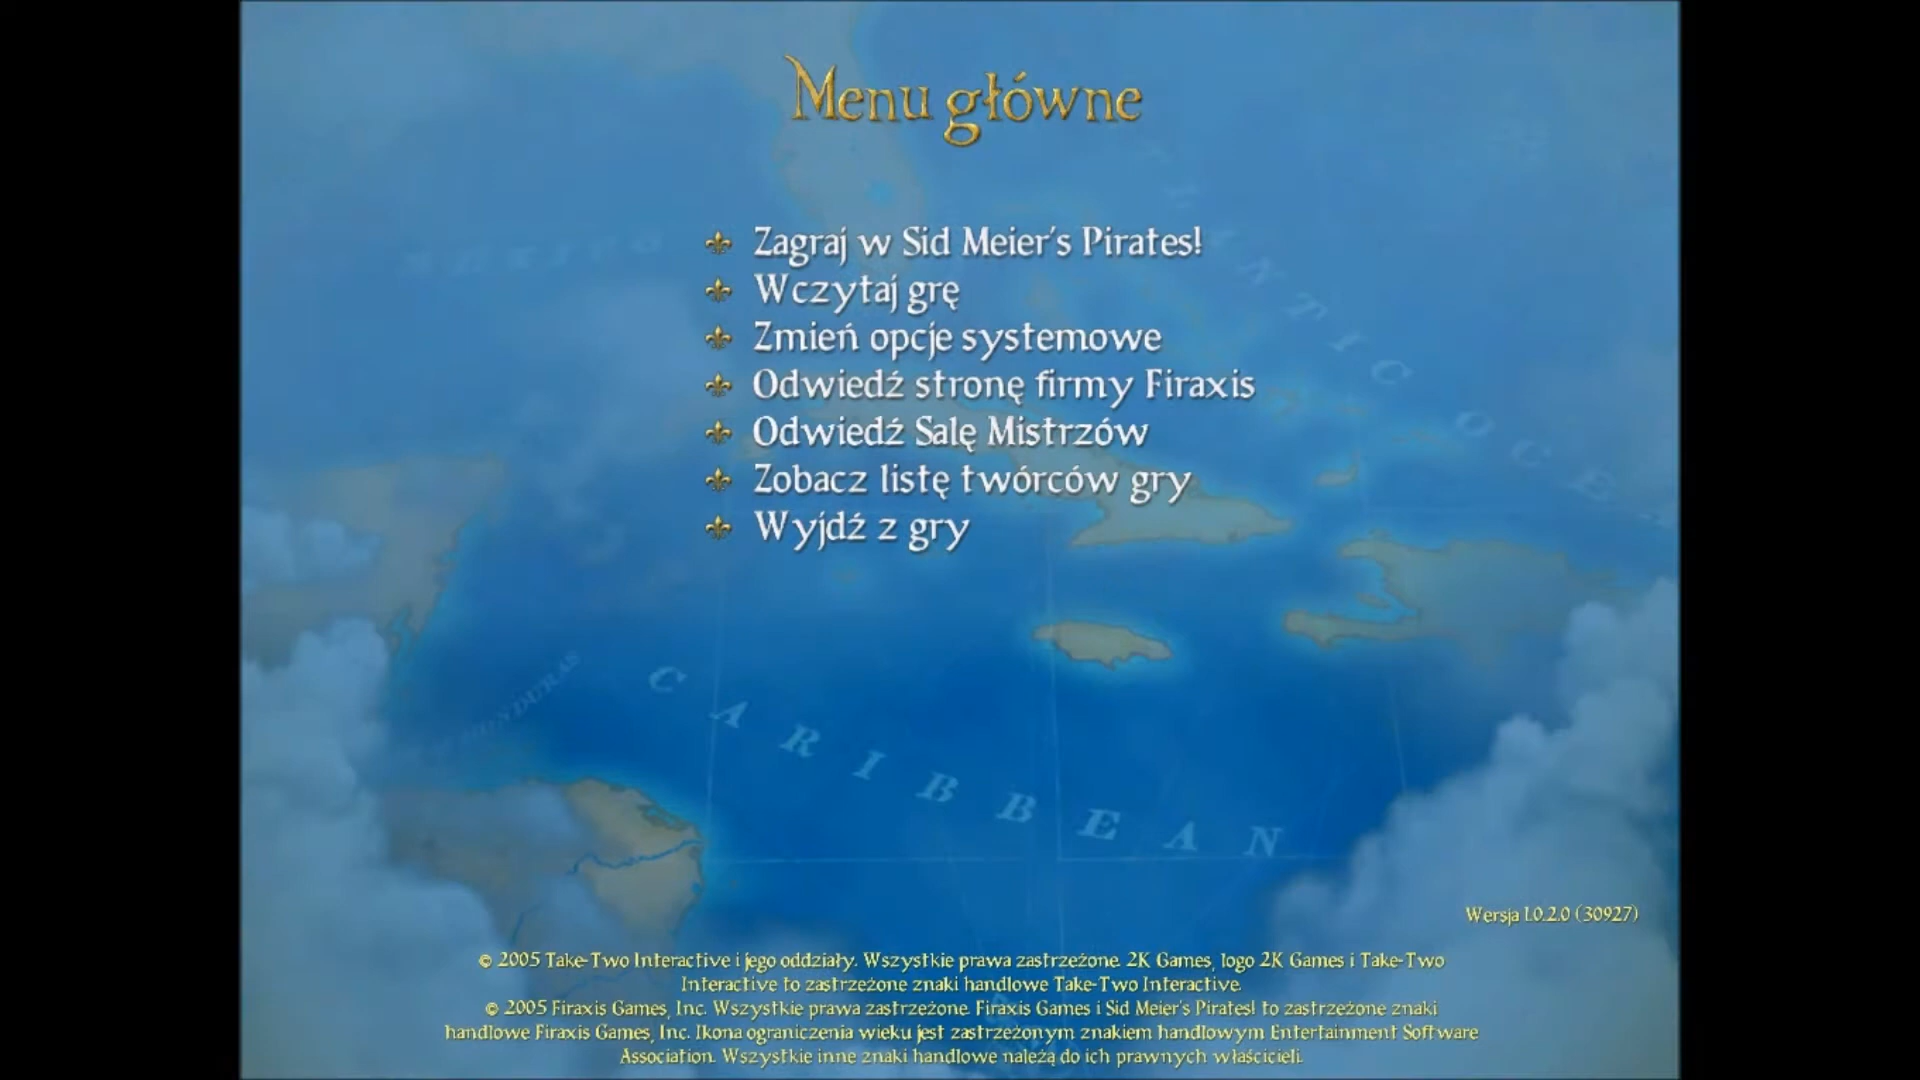 Menu główne
Zagraj w Sid Meier's Pirates!
Wczytaj grę
Zmień opcje systemowe
Odwiedź stronę firmy Firaxis
Odwiedź Salę Mistrzów
Zobacz listę twórców gry
Wyjdź z gry
ATLANTIC OCEA
HONDURAS
CARIBBEAN
Wersja 1.0.2.0 (30927)
© 2005 Take-Two Interactive i jego oddziały. Wszystkie prawa zastrzeżone. 2K Games, logo 2K Games i Take-Two
Interactive to zastrzeżone znaki handlowe Take-Two Interactive.
© 2005 Firaxis Games, Inc. Wszystkie prawa zastrzeżone. Firaxis Games i Sid Meier's Pirates! to zastrzeżone znaki
handlowe Firaxis Games, Inc. Ikona ograniczenia wieku jest zastrzeżonym znakiem handlowym Entertainment Software
Association. Wszystkie inne znaki handlowe należą do ich prawnych właścicieli.